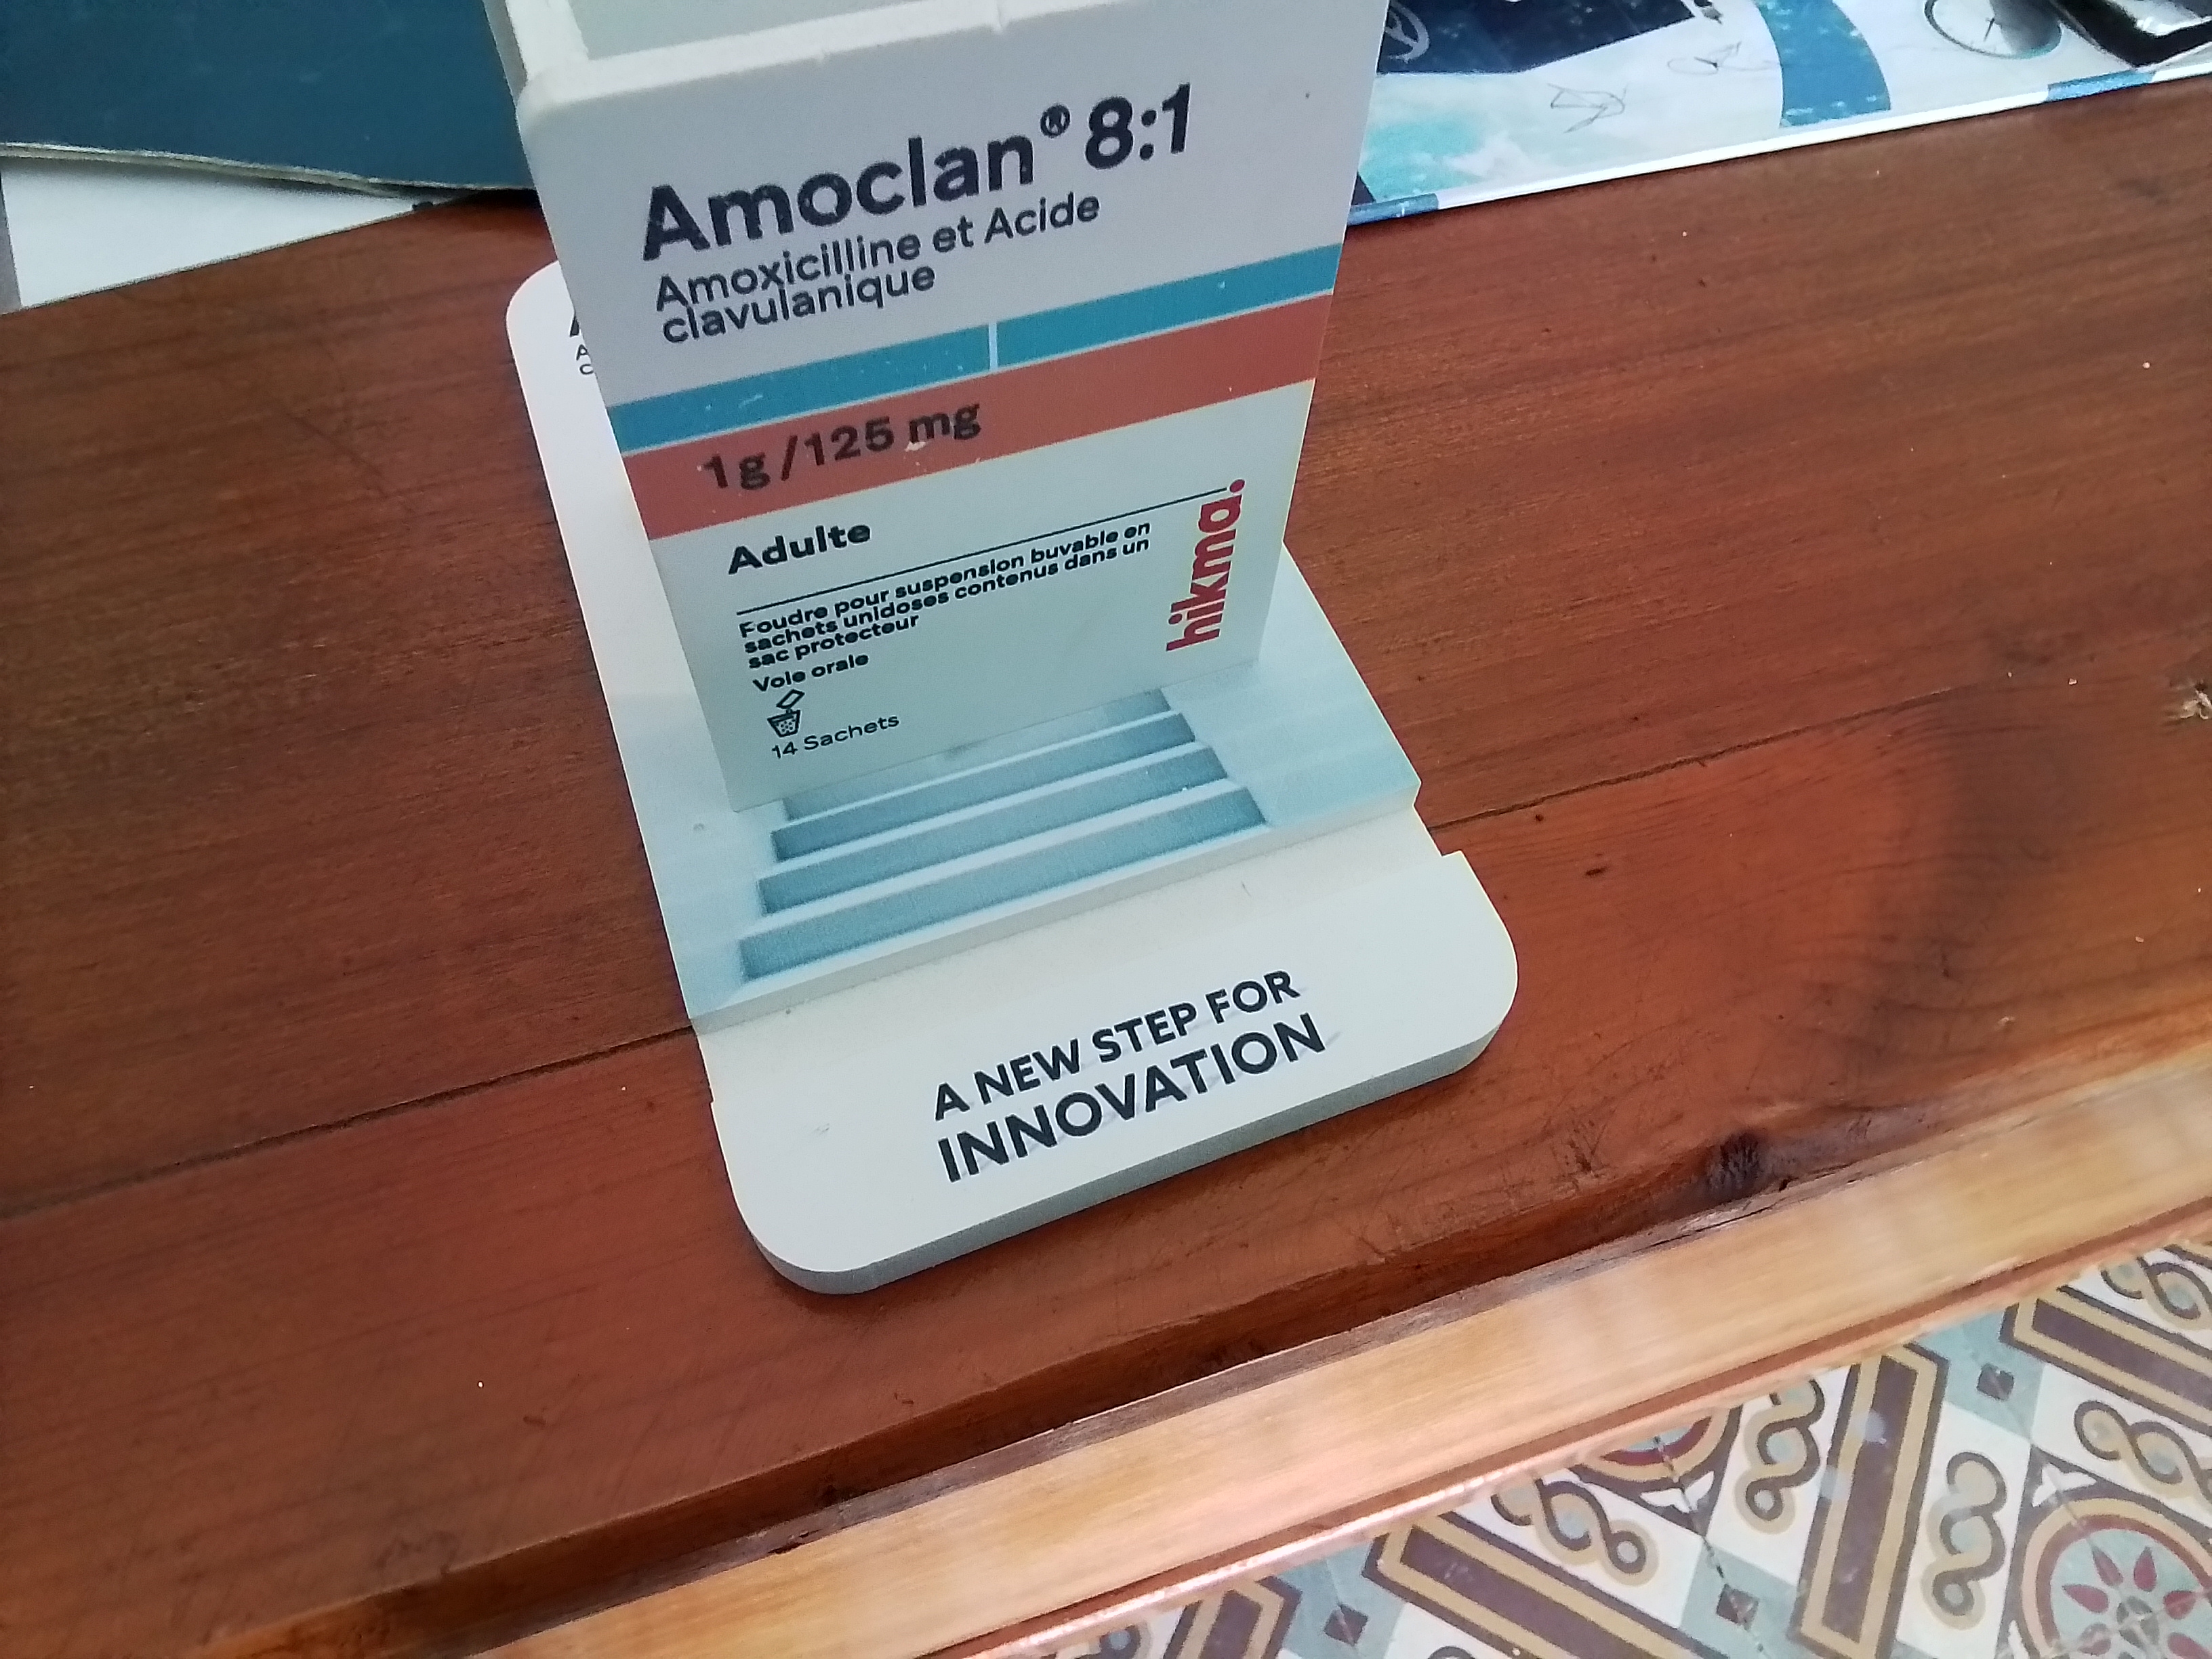 Amoclan® 8:1
Amoxicilline et Acide
clavulanique
1g/125 mg
Adulte
Foudre pour suspension buvable en
sachets unidoses contenus dans un
sac protecteur
Voie orale
14 Sachets
hikma.
A NEW STEP FOR
INNOVATION